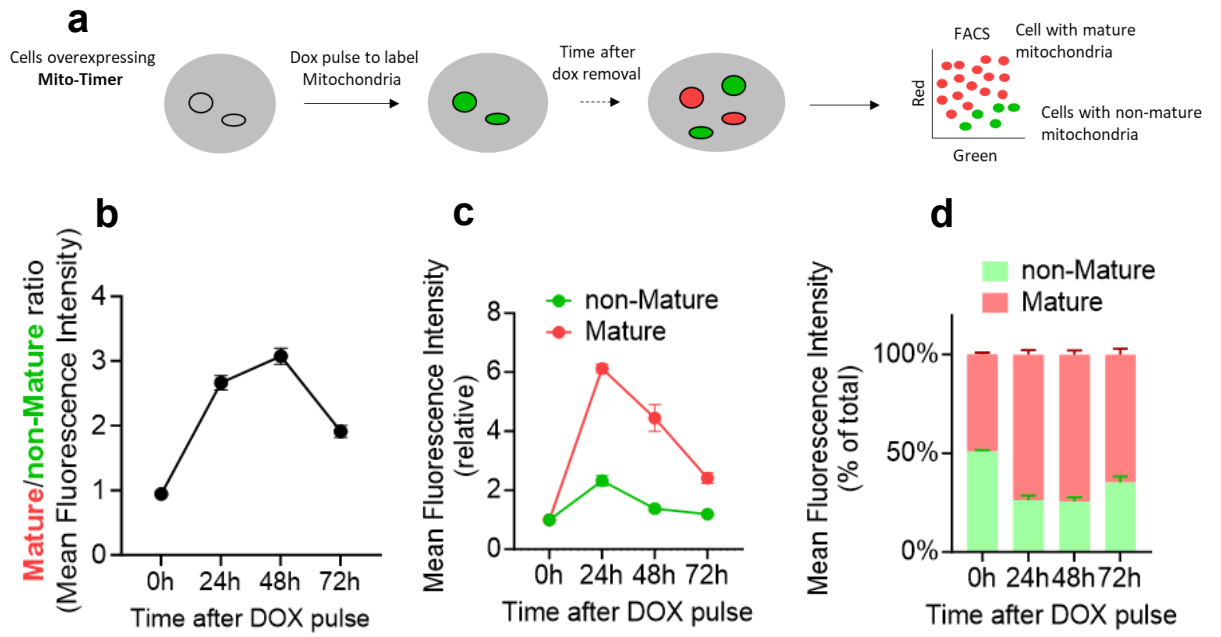 a
Cells overexpressing
Mito-Timer
Dox pulse to label
Mitochondria
Time after
dox removal
FACS
Red
Green
Cell with mature
mitochondria
Cells with non-mature
mitochondria
b
Mature/non-Mature ratio
(Mean Fluorescence Intensity)
4
3
2
1
0
0h 24h 48h 72h
Time after DOX pulse
c
Mean Fluorescence Intensity
(relative)
non-Mature
Mature
8
6
4
2
0
0h 24h 48h 72h
Time after DOX pulse
d
Mean Fluorescence Intensity
(% of total)
non-Mature
Mature
100%
50%
0%
0h 24h 48h 72h
Time after DOX pulse